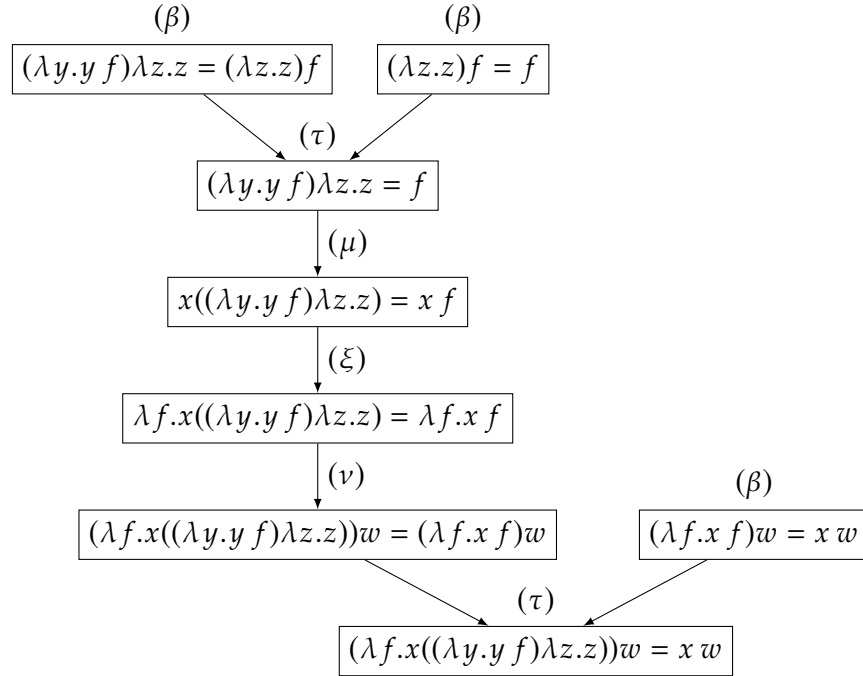 (β) (β)
(λy.y f)λz.z = (λz.z)f (λz.z)f = f
(τ)
(λy.y f)λz.z = f
(μ)
x((λy.y f)λz.z) = x f
(ξ)
λf.x((λy.y f)λz.z) = λf.x f
(ν)
(β)
(λf.x((λy.y f)λz.z))w = (λf.x f)w (λf.x f)w = x w
(τ)
(λf.x((λy.y f)λz.z))w = x w